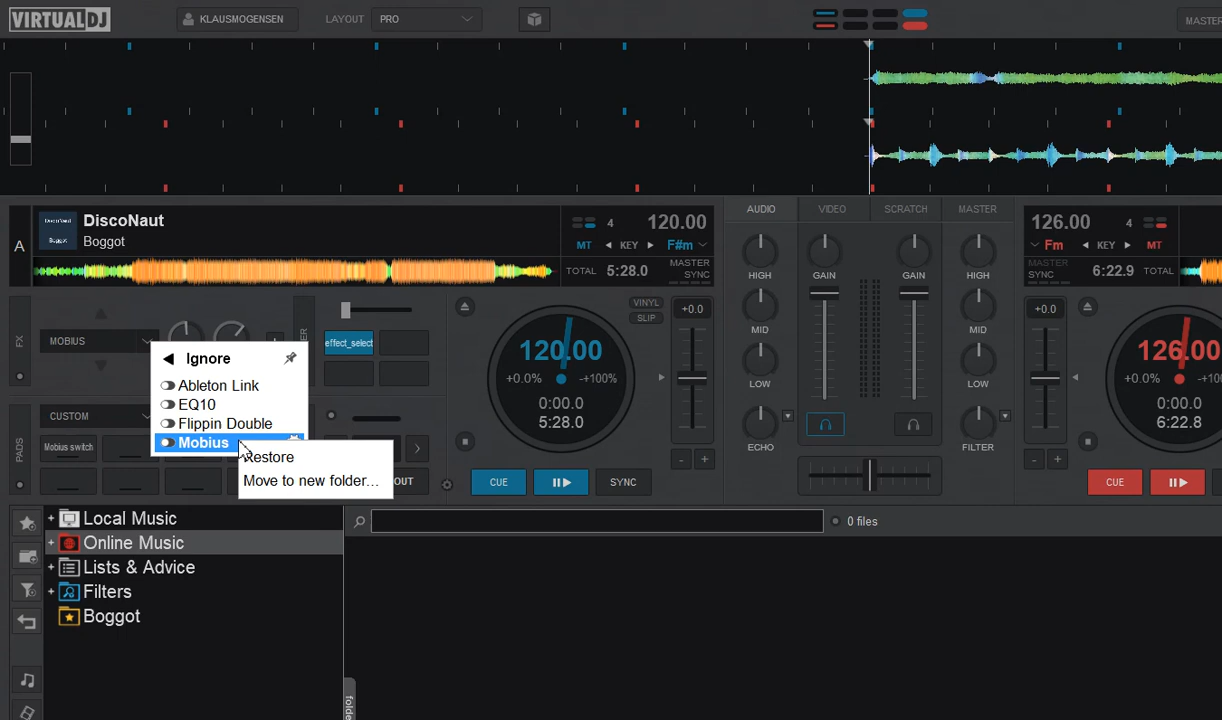 VIRTUALDJ
KLAUSMOGENSEN
LAYOUT
PRO
MASTER
A
DiscoNaut
Boggot
4
120.00
MT
KEY
F#m
TOTAL
5:28.0
MASTER
SYNC
AUDIO
VIDEO
SCRATCH
MASTER
126.00
4
Fm
KEY
MT
MASTER
SYNC
6:22.9
TOTAL
HIGH
GAIN
GAIN
HIGH
MID
MID
LOW
LOW
ECHO
FILTER
FX
MOBIUS
effect_select
VINYL
SLIP
+0.0
120.00
+0.0%
+100%
0:00.0
5:28.0
+0.0
126.00
+0.0%
0:00.0
6:22.8
Ignore
Ableton Link
EQ10
Flippin Double
Mobius
Restore
Move to new folder...
PADS
CUSTOM
Mobius switch
OUT
CUE
SYNC
CUE
Local Music
Online Music
Lists & Advice
Filters
Boggot
0 files